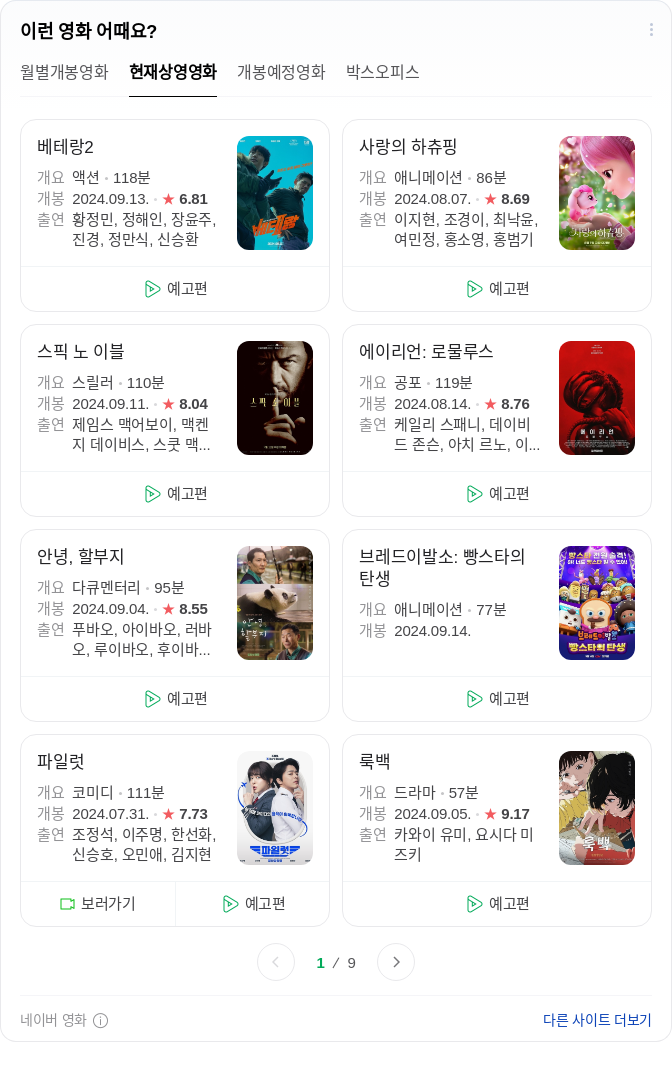 이런 영화 어때요?
월별개봉영화 현재상영영화 개봉예정영화 박스오피스
베테랑2
개요 액션 118분
개봉 2024.09.13. ★ 6.81
출연 황정민, 정해인, 장윤주,
진경, 정만식, 신승환
베테랑
예고편
사랑의 하츄핑
개요 애니메이션 86분
개봉 2024.08.07. ★ 8.69
출연 이지현, 조경이, 최낙윤,
여민정, 홍소영, 홍범기
사랑의 하츄핑
예고편
스픽 노 이블
개요 스릴러 110분
개봉 2024.09.11. ★ 8.04
출연 제임스 맥어보이, 맥켄
지 데이비스, 스쿳 맥...
스픽 노 이블
예고편
에이리언: 로물루스
개요 공포 119분
개봉 2024.08.14. ★ 8.76
출연 케일리 스패니, 데이비
드 존슨, 아치 르노, 이...
에이리언
예고편
안녕, 할부지
개요 다큐멘터리 95분
개봉 2024.09.04. ★ 8.55
출연 푸바오, 아이바오, 러바
오, 루이바오, 후이바...
안녕
할부지
예고편
브레드이발소: 빵스타의
탄생
개요 애니메이션 77분
개봉 2024.09.14.
브레드이발소
빵스타의 탄생
예고편
파일럿
개요 코미디 111분
개봉 2024.07.31. ★ 7.73
출연 조정석, 이주명, 한선화,
신승호, 오민애, 김지현
파일럿
보러가기 예고편
룩백
개요 드라마 57분
개봉 2024.09.05. ★ 9.17
출연 카와이 유미, 요시다 미
즈키
룩백
예고편
1 / 9
네이버 영화
다른 사이트 더보기